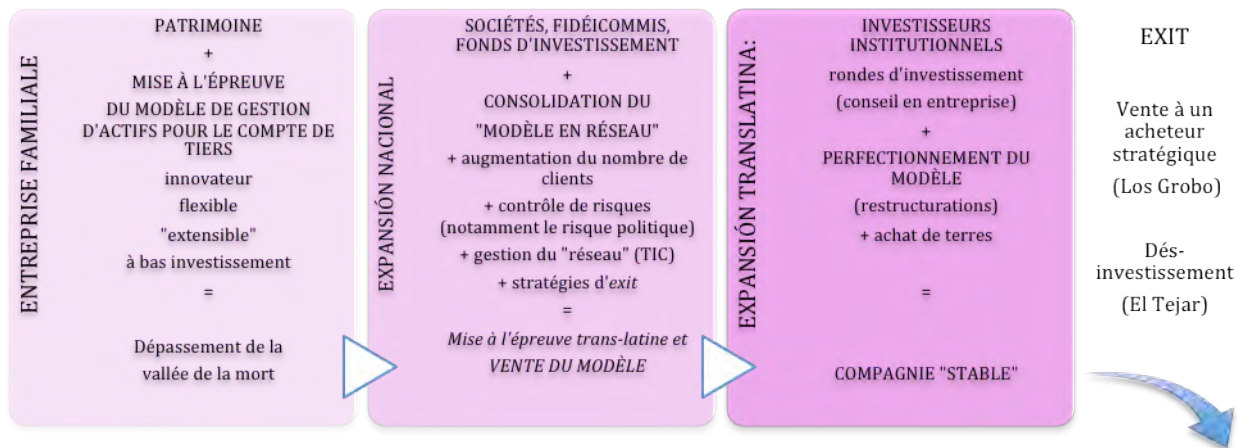 ENTREPRISE FAMILIALE
PATRIMOINE
+
MISE À L'ÉPREUVE
DU MODÈLE DE GESTION
D'ACTIFS POUR LE COMPTE DE
TIERS
innovateur
flexible
"extensible"
à bas investissement
=
Dépassement de la
vallée de la mort
EXPANSIÓN NACIONAL
SOCIÉTÉS, FIDÉICOMMIS,
FONDS D'INVESTISSEMENT
+
CONSOLIDATION DU
"MODÈLE EN RÉSEAU"
+ augmentation du nombre de
clients
+ contrôle de risques
(notamment le risque politique)
+ gestion du "réseau" (TIC)
+ stratégies d'exit
=
Mise à l'épreuve trans-latine et
VENTE DU MODÈLE
EXPANSIÓN TRANSLATINA:
INVESTISSEURS
INSTITUTIONNELS
rondes d'investissement
(conseil en entreprise)
+
PERFECTIONNEMENT DU
MODÈLE
(restructurations)
+ achat de terres
=
COMPAGNIE "STABLE"
EXIT
Vente à un
acheteur
stratégique
(Los Grobo)
Dés-
investissement
(El Tejar)